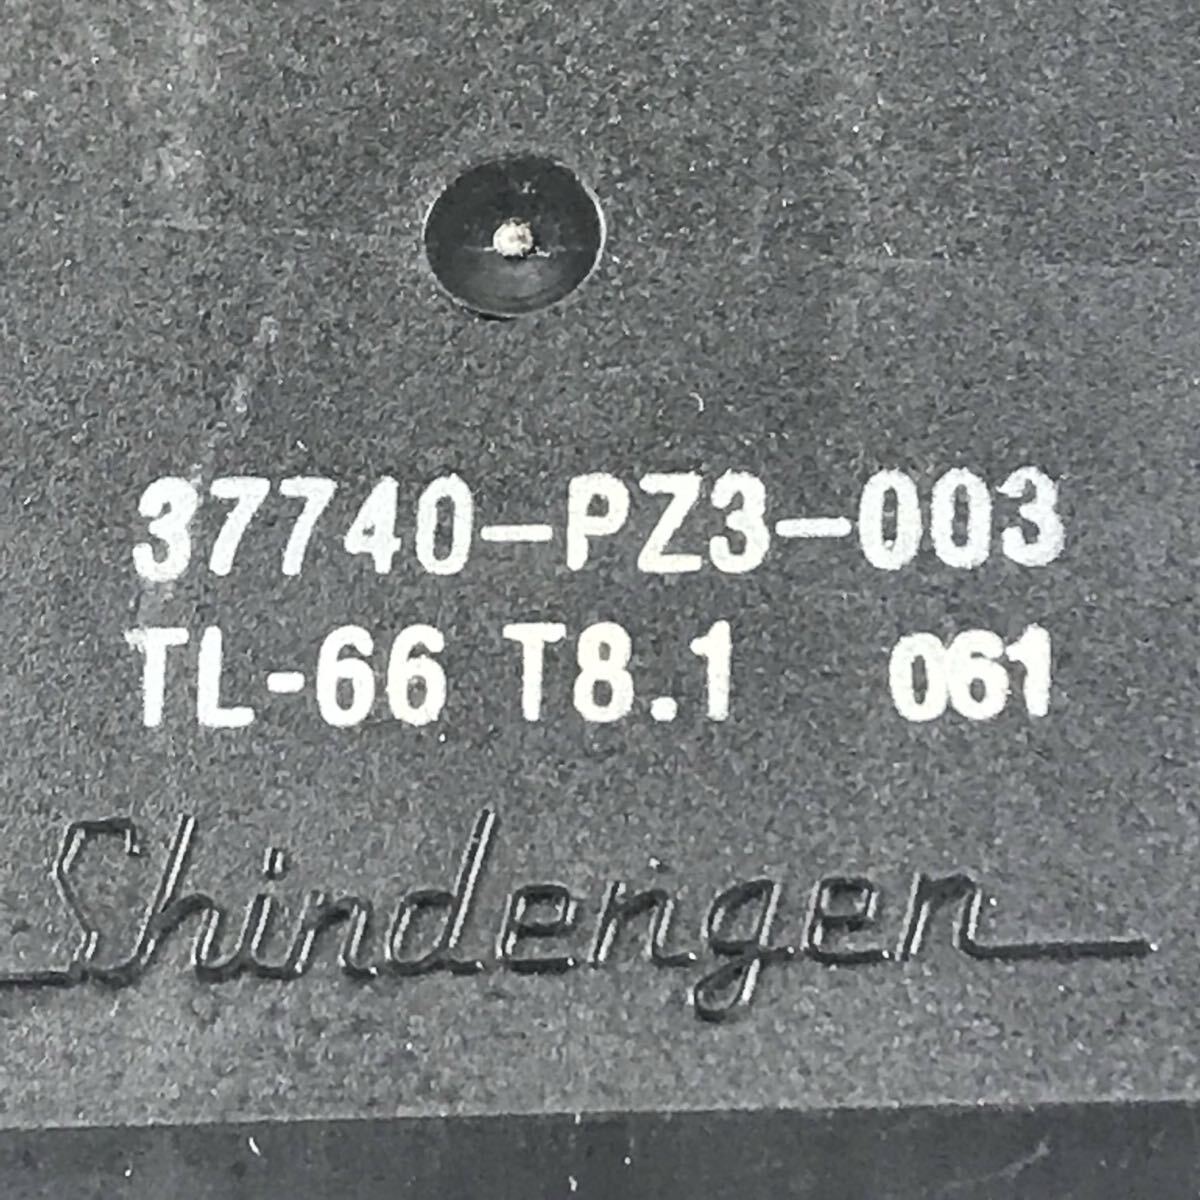 37740-PZ3-003
TL-66 T8.1 061
Shindengen